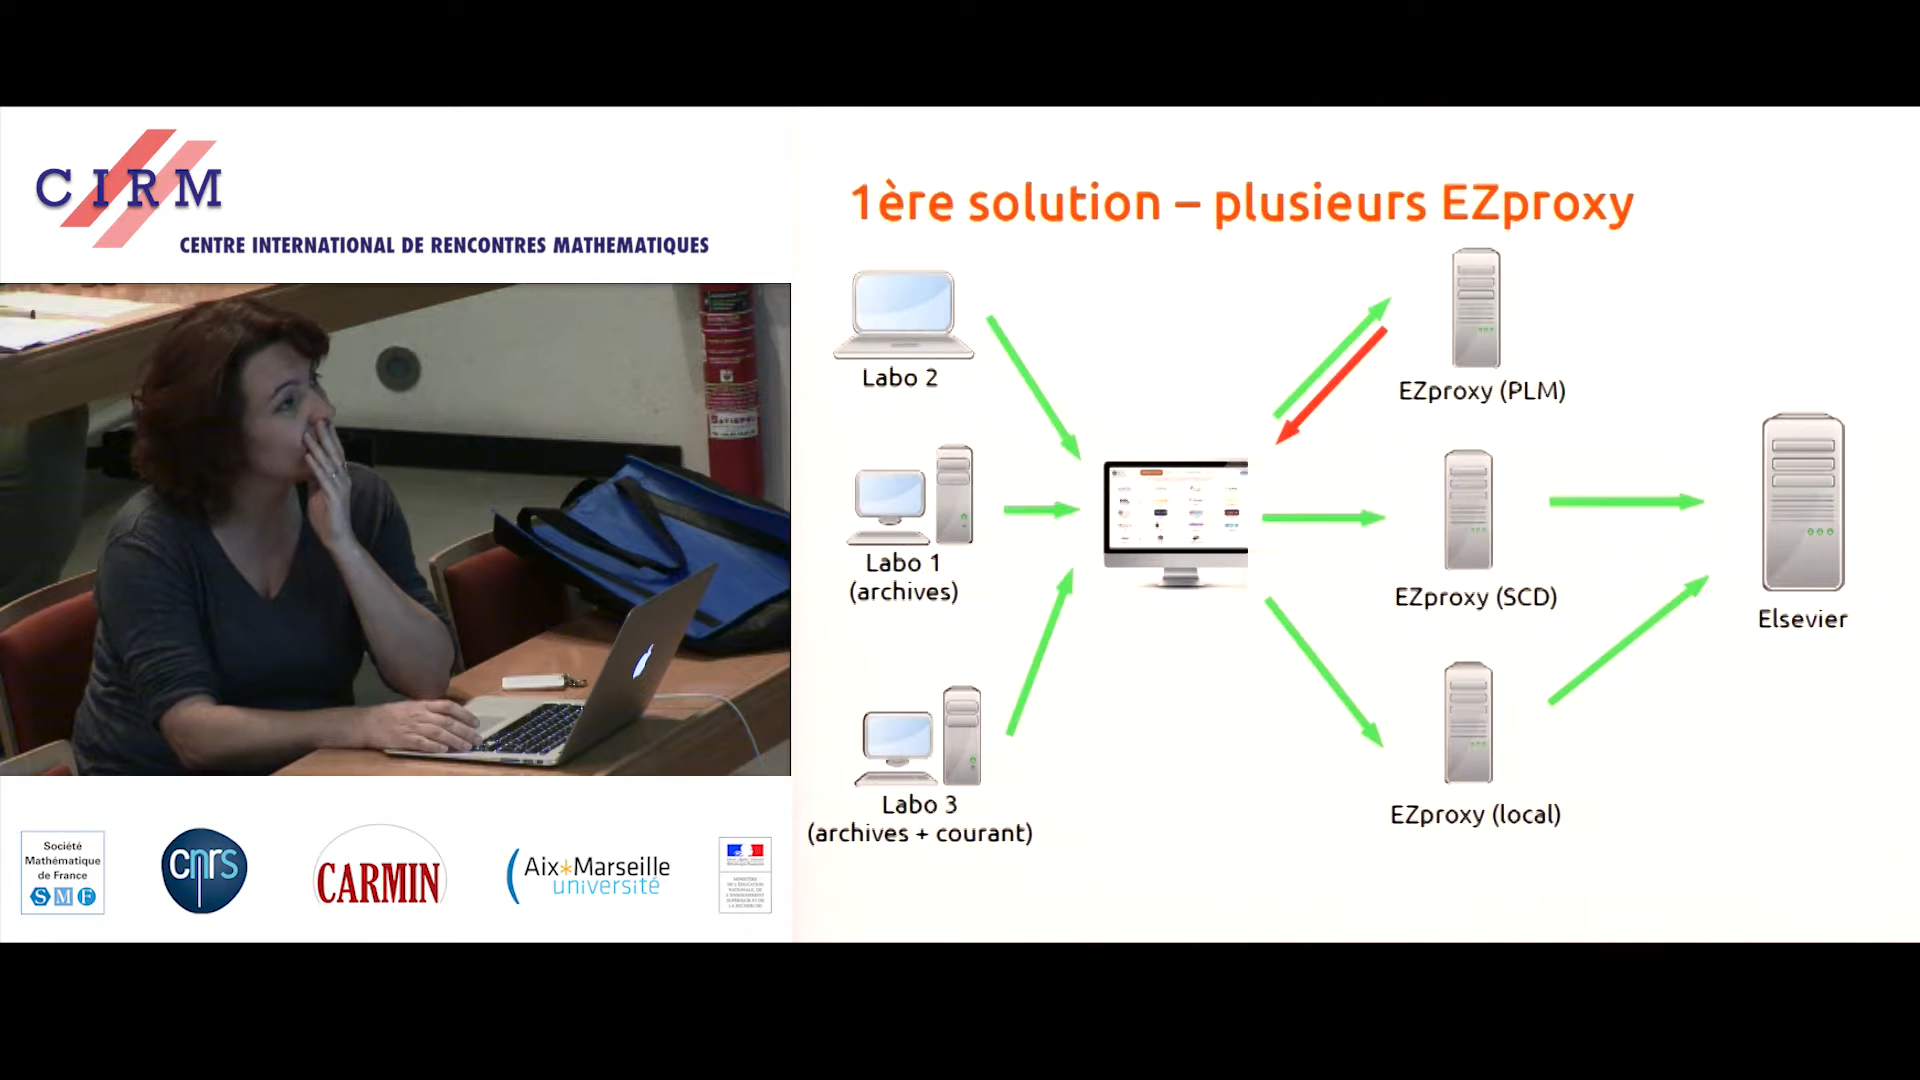 CIRM
CENTRE INTERNATIONAL DE RENCONTRES MATHEMATIQUES
1ère solution – plusieurs EZproxy
Labo 2
EZproxy (PLM)
Labo 1
(archives)
EZproxy (SCD)
Elsevier
Labo 3
(archives + courant)
EZproxy (local)
Société
Mathématique
de France
S M F
cnrs
CARMIN
Aix*Marseille
université